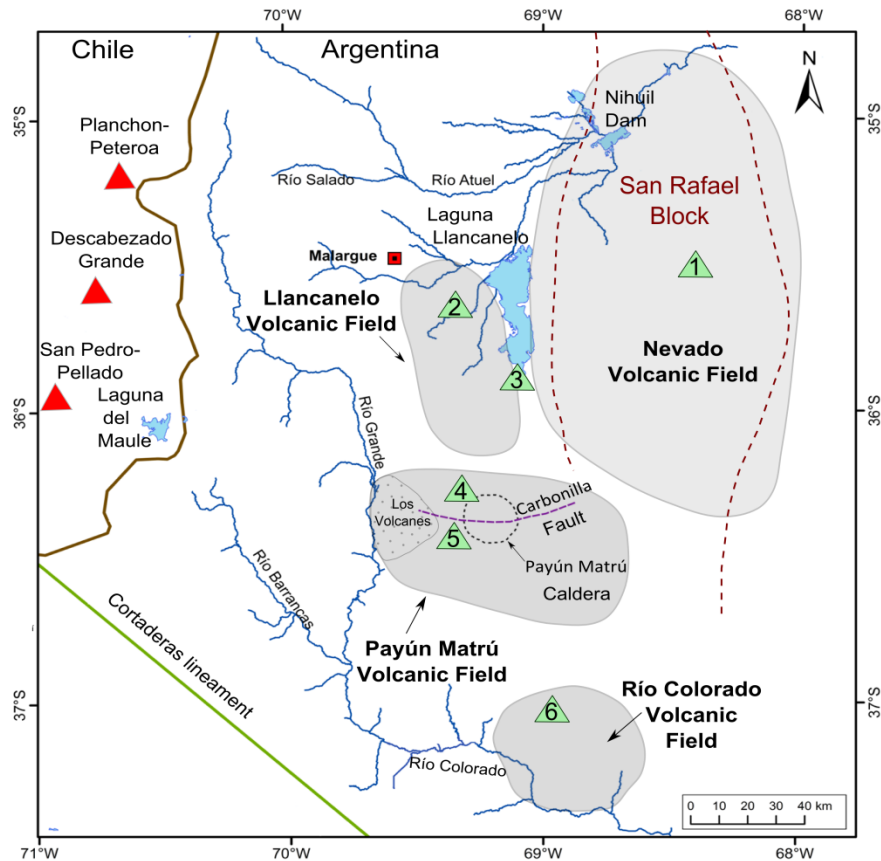 70°W
69°W
68°W
Chile
Argentina
N
35°S
35°S
Nihuil
Dam
Planchon-
Peteroa
Río Salado
Río Atuel
San Rafael
Block
Laguna
Llancanelo
Descabezado
Grande
Malargue
1
Llancanelo
Volcanic Field
2
Nevado
Volcanic Field
San Pedro-
Pellado
3
Laguna
del
Maule
36°S
36°S
Río Grande
4
Carbonilla
Fault
Los
Volcanes
5
Payún Matrú
Caldera
Río Barrancas
Cortaderas lineament
Payún Matrú
Volcanic Field
Río Colorado
Volcanic
Field
6
37°S
37°S
Río Colorado
0 10 20 30 40 km
71°W
70°W
69°W
68°W